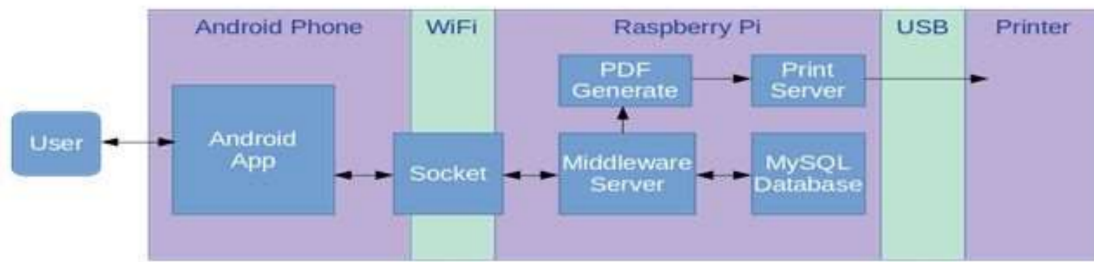 Android Phone
WiFi
Raspberry Pi
USB
Printer
PDF
Generate
Print
Server
User
Android
App
Socket
Middleware
Server
MySQL
Database